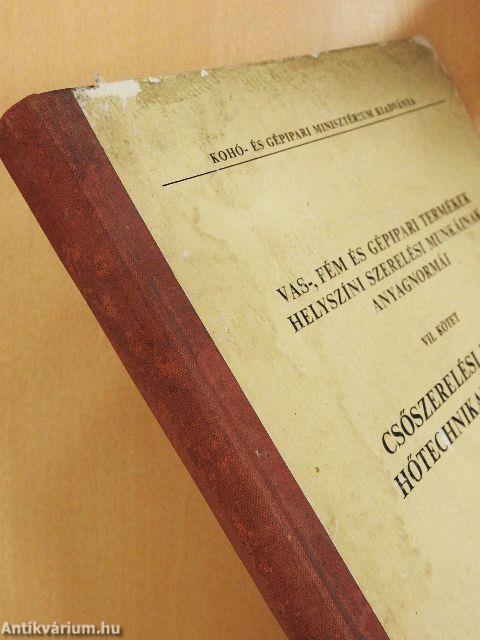 KOHÓ- ÉS GÉPIPARI MINISZTÉRIUM KIADVÁNYA
VAS-, FÉM ÉS GÉPIPARI TERMÉKEK
HELYSZÍNI SZERELÉSI MUNKÁINAK
ANYAGNORMÁI
VII. KÖTET
CSŐSZERELÉSI
HŐTECHNIKA
Antikvárium.hu